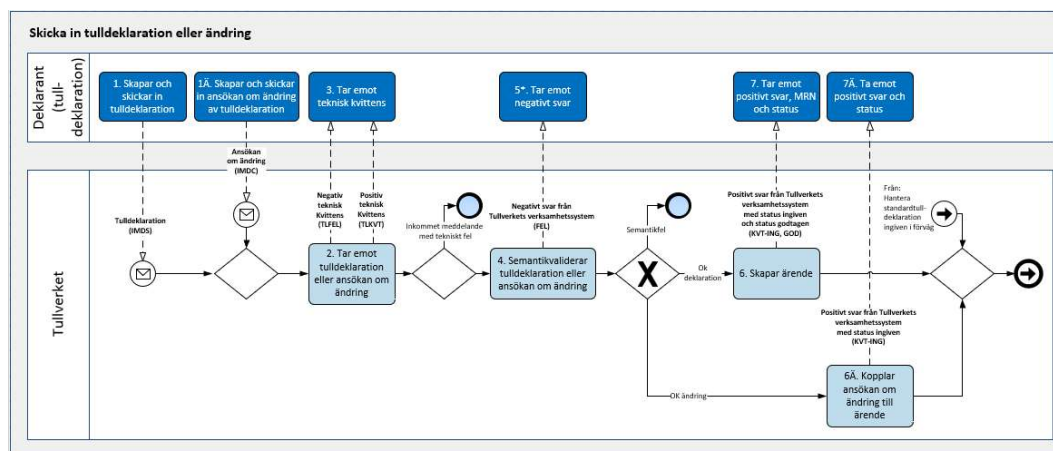 Skicka in tulldeklaration eller ändring
Deklarant
(tull-
deklaration)
1. Skapar och
skickar in
tulldeklaration
1Ä. Skapar och skickar
in ansökan om ändring
av tulldeklaration
3. Tar emot
teknisk kvittens
5*. Tar emot
negativt svar
7. Tar emot
positivt svar, MRN
och status
7Ä. Ta emot
positivt svar och
status
Tullverket
Tulldeklaration
(IMDS)
Ansökan
om ändring
(IMDC)
Negativ
teknisk
Kvittens
(TLFEL)
Positiv
teknisk
Kvittens
(TLKVT)
2. Tar emot
tulldeklaration
eller ansökan om
ändring
Inkommet meddelande
med tekniskt fel
Negativt svar från
Tullverkets verksamhetssystem
(FEL)
4. Semantikvaliderar
tulldeklaration eller
ansökan om ändring
Semantikfel
X
Ok
deklaration
OK ändring
Positivt svar från Tullverkets
verksamhetssystem
med status ingiven
och status godtagen
(KVT-ING, GOD)
6. Skapar ärende
Positivt svar från Tullverkets
verksamhetssystem
med status ingiven
(KVT-ING)
6Ä. Kopplar
ansökan om
ändring till
ärende
Från:
Hantera
standardtull-
deklaration
ingiven i förväg